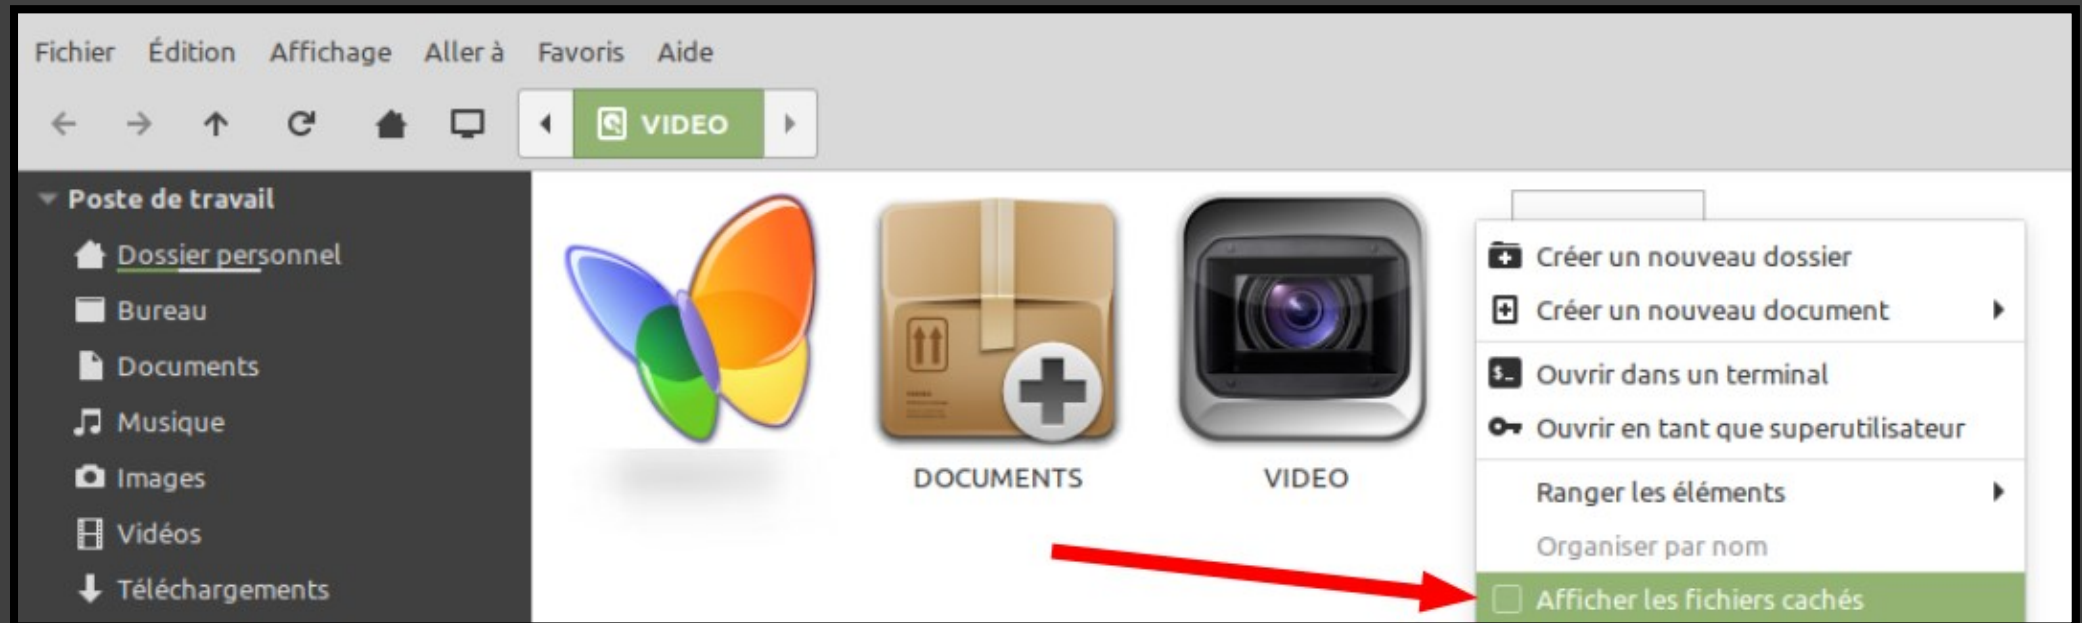 Fichier Édition Affichage Aller à Favoris Aide
VIDEO
Poste de travail
Dossier personnel
Bureau
Documents
Musique
Images
Vidéos
Téléchargements
DOCUMENTS
VIDEO
Créer un nouveau dossier
Créer un nouveau document
$_ Ouvrir dans un terminal
Ouvrir en tant que superutilisateur
Ranger les éléments
Organiser par nom
Afficher les fichiers cachés